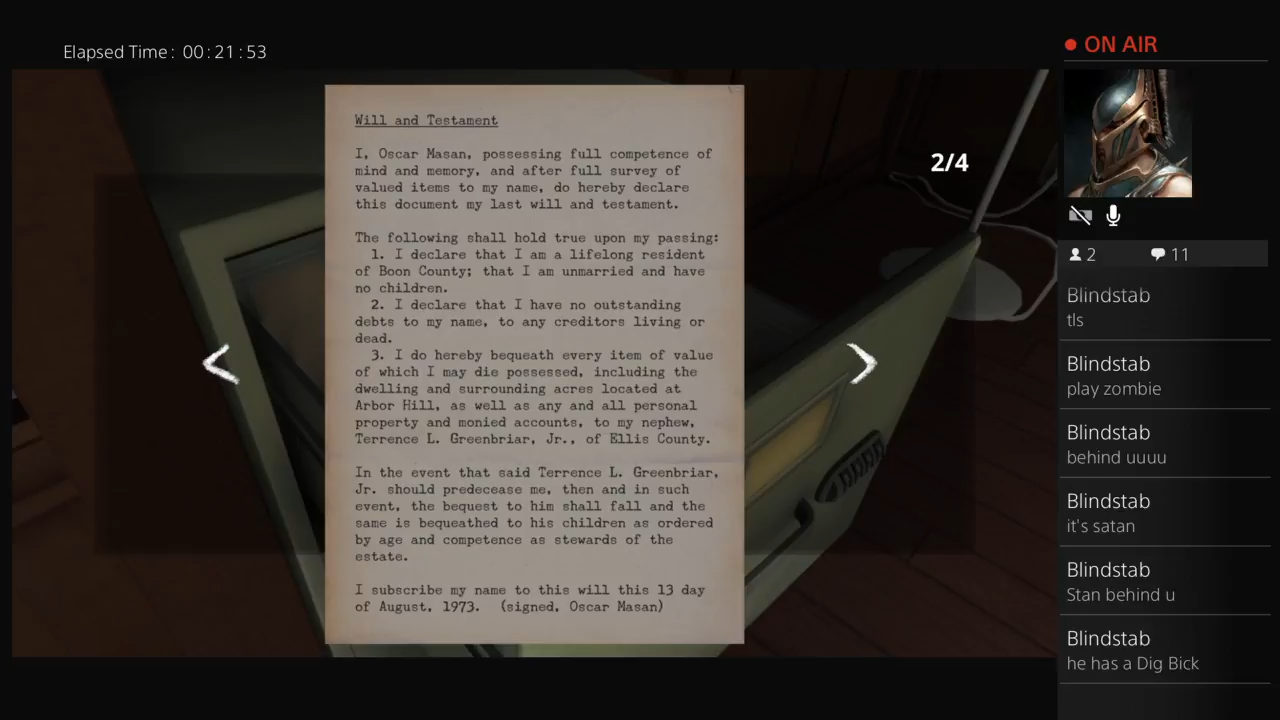 Elapsed Time: 00:21:53
ON AIR
Will and Testament
I, Oscar Masan, possessing full competence of
mind and memory, and after full survey of
valued items to my name, do hereby declare
this document my last will and testament.
The following shall hold true upon my passing:
1. I declare that I am a lifelong resident
of Boon County; that I am unmarried and have
no children.
2. I declare that I have no outstanding
debts to my name, to any creditors living or
dead.
3. I do hereby bequeath every item of value
of which I may die possessed, including the
dwelling and surrounding acres located at
Arbor Hill, as well as any and all personal
property and monied accounts, to my nephew,
Terrence L. Greenbriar, Jr., of Ellis County.
In the event that said Terrence L. Greenbriar,
Jr. should predecease me, then and in such
event, the bequest to him shall fall and the
same is bequeathed to his children as ordered
by age and competence as stewards of the
estate.
I subscribe my name to this will this 13 day
of August, 1973. (signed, Oscar Masan)
2/4
2 11
Blindstab
tls
Blindstab
play zombie
Blindstab
behind uuuu
Blindstab
it's satan
Blindstab
Stan behind u
Blindstab
he has a Dig Bick